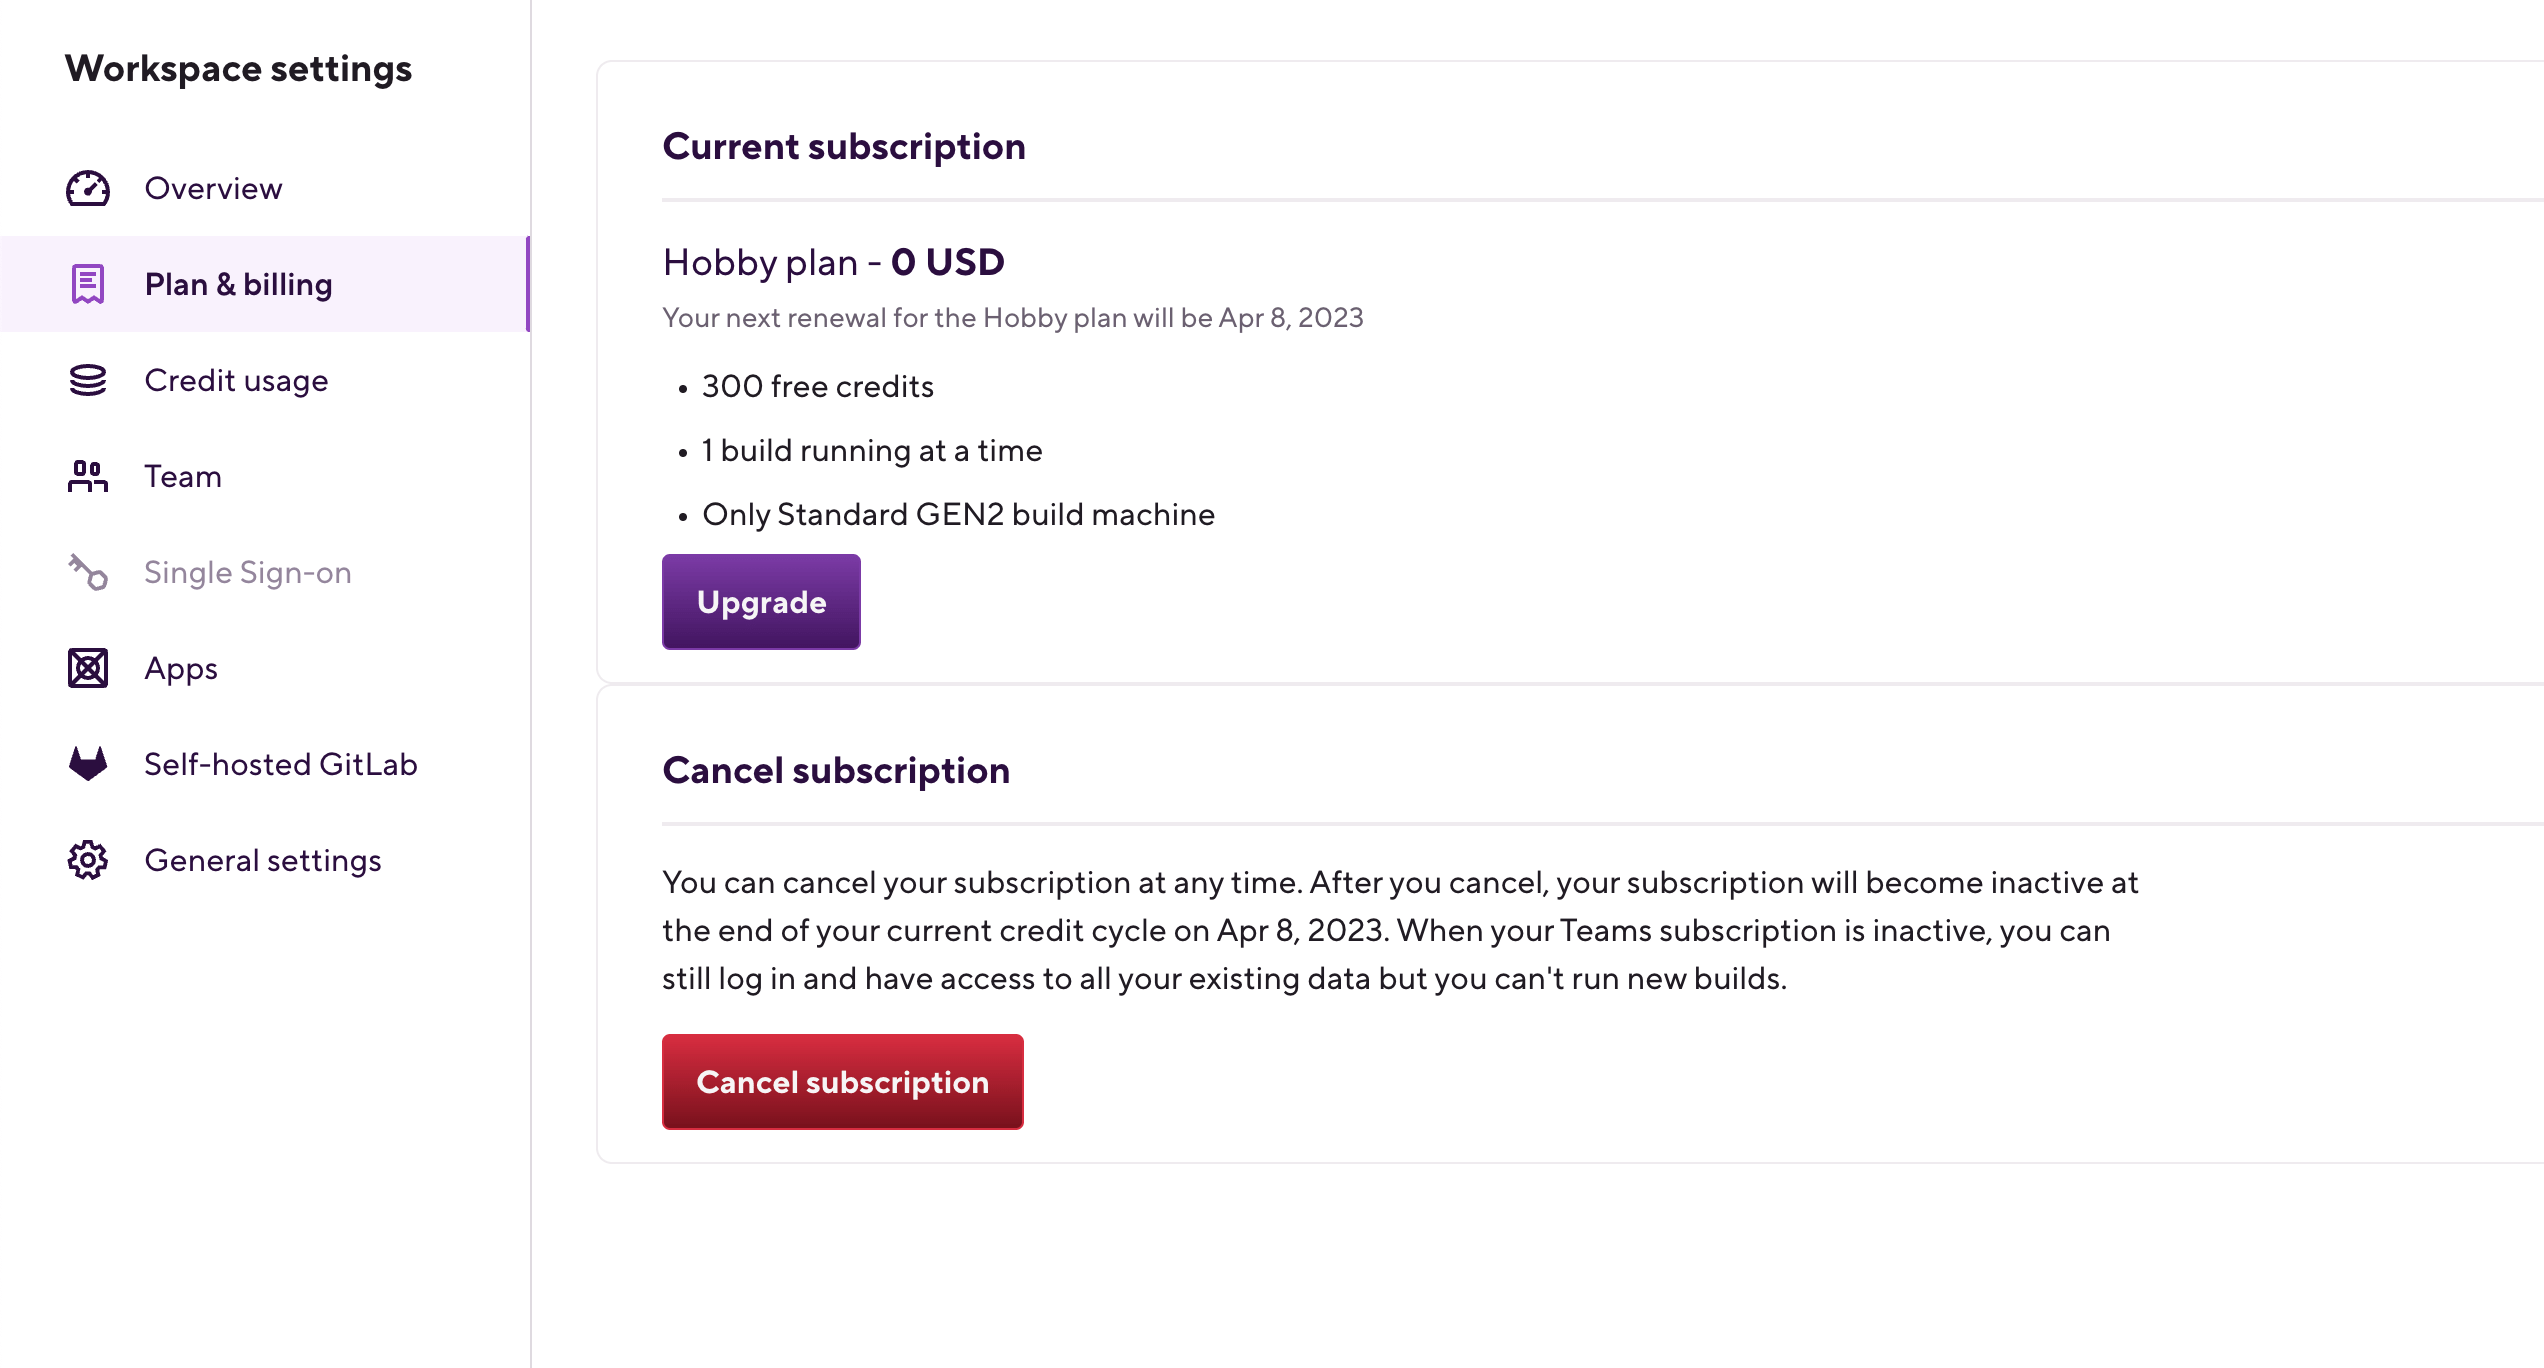 Workspace settings
Overview
Plan & billing
Credit usage
Team
Single Sign-on
Apps
Self-hosted GitLab
General settings
Current subscription
Hobby plan - 0 USD
Your next renewal for the Hobby plan will be Apr 8, 2023
• 300 free credits
• 1 build running at a time
• Only Standard GEN2 build machine
Upgrade
Cancel subscription
You can cancel your subscription at any time. After you cancel, your subscription will become inactive at
the end of your current credit cycle on Apr 8, 2023. When your Teams subscription is inactive, you can
still log in and have access to all your existing data but you can't run new builds.
Cancel subscription